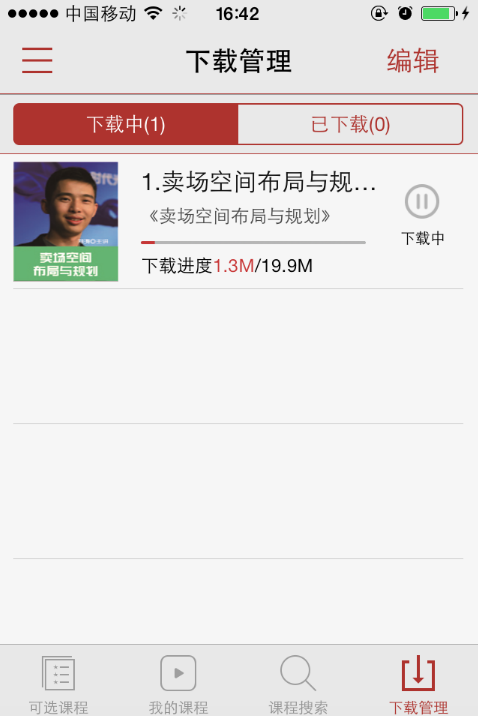 中国移动 16:42
下载管理 编辑
下载中(1) 已下载(0)
1.卖场空间布局与规...
《卖场空间布局与规划》
下载中
下载进度1.3M/19.9M
卖场空间
布局与规划
可选课程 我的课程 课程搜索 下载管理